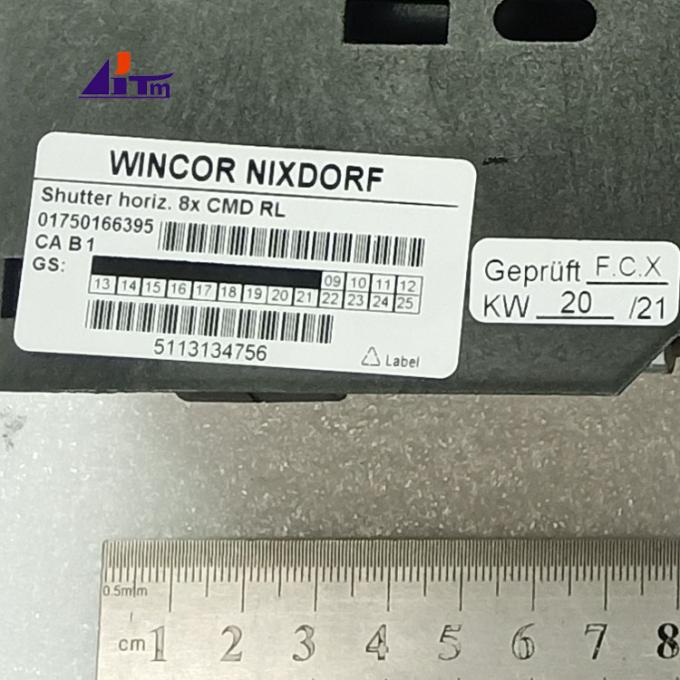 AITm
WINCOR NIXDORF
Shutter horiz. 8x CMD RL
01750166395
CA B 1
GS:
09 10 11 12
13 14 15 16 17 18 19 20 21 22 23 24 25
5113134756
Label
Geprüft F.C.X
KW 20 /21
0.5mm
cm 1 2 3 4 5 6 7 8